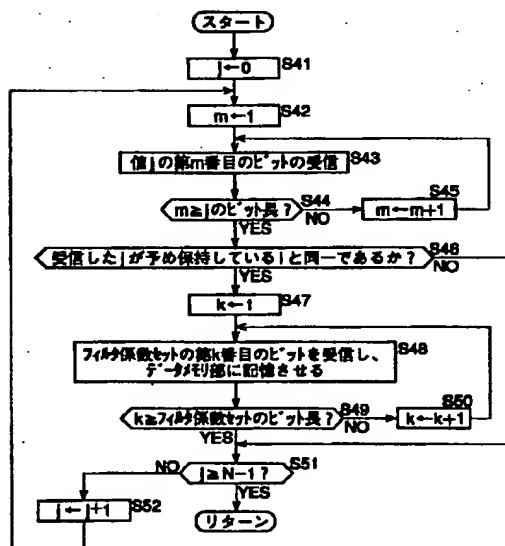 スタート
j←0 S41
m←1 S42
値jの第m番目のビットの受信 S43
m≧jのビット長? S44
NO
S45
m←m+1
YES
受信したjが予め保持しているiと同一であるか? S46
NO
YES
k←1 S47
フィルタ係数セットの第k番目のビットを受信し、
データメモリ部に記憶させる
S48
k≧フィルタ係数セットのビット長? S49
NO
S50
k←k+1
YES
j≧N-1? S51
NO
YES
j←j+1 S52
リターン